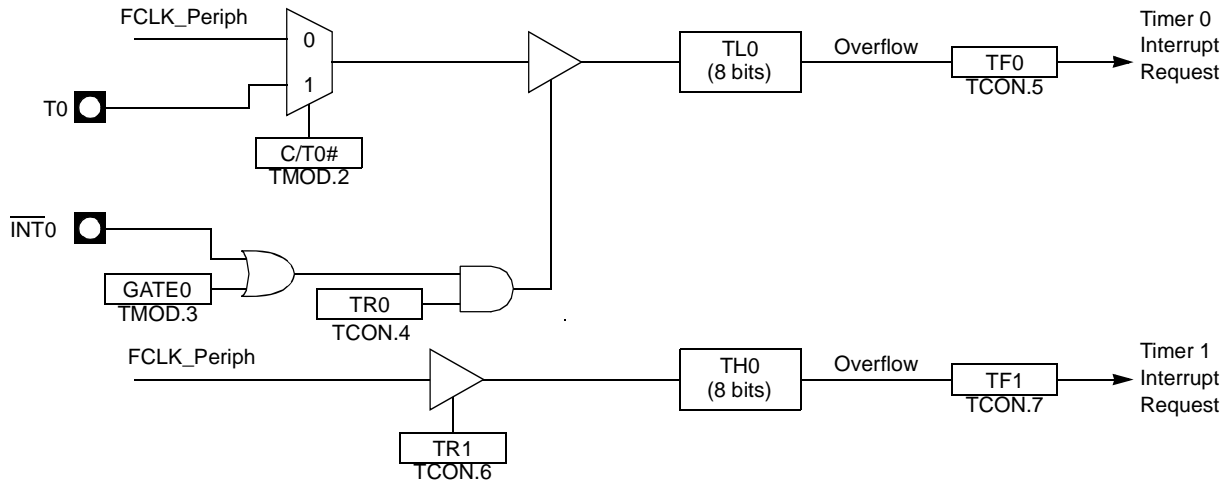 FCLK_Periph
0
1
T0
C/T0#
TMOD.2
TL0
(8 bits)
Overflow
TF0
TCON.5
Timer 0
Interrupt
Request
INT0
GATE0
TMOD.3
TR0
TCON.4
FCLK_Periph
TH0
(8 bits)
Overflow
TF1
TCON.7
Timer 1
Interrupt
Request
TR1
TCON.6